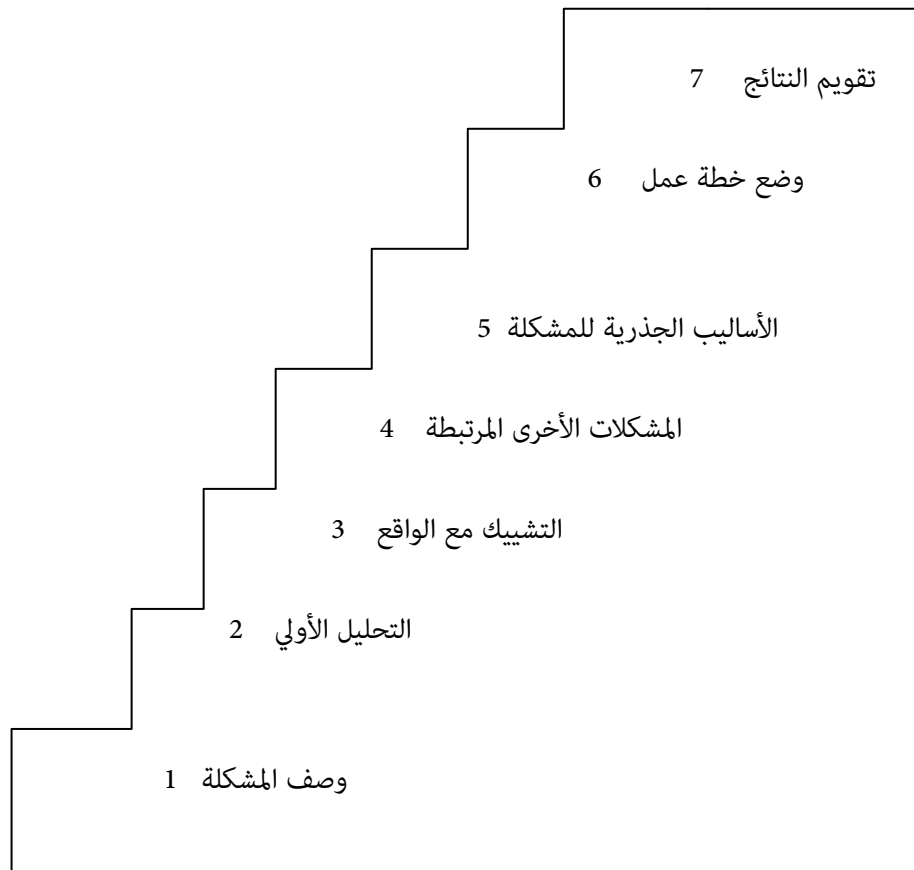 تقويم النتائج 7
وضع خطة عمل 6
الأساليب الجذرية للمشكلة 5
المشكلات الأخرى المرتبطة 4
التشييك مع الواقع 3
التحليل الأولي 2
وصف المشكلة 1